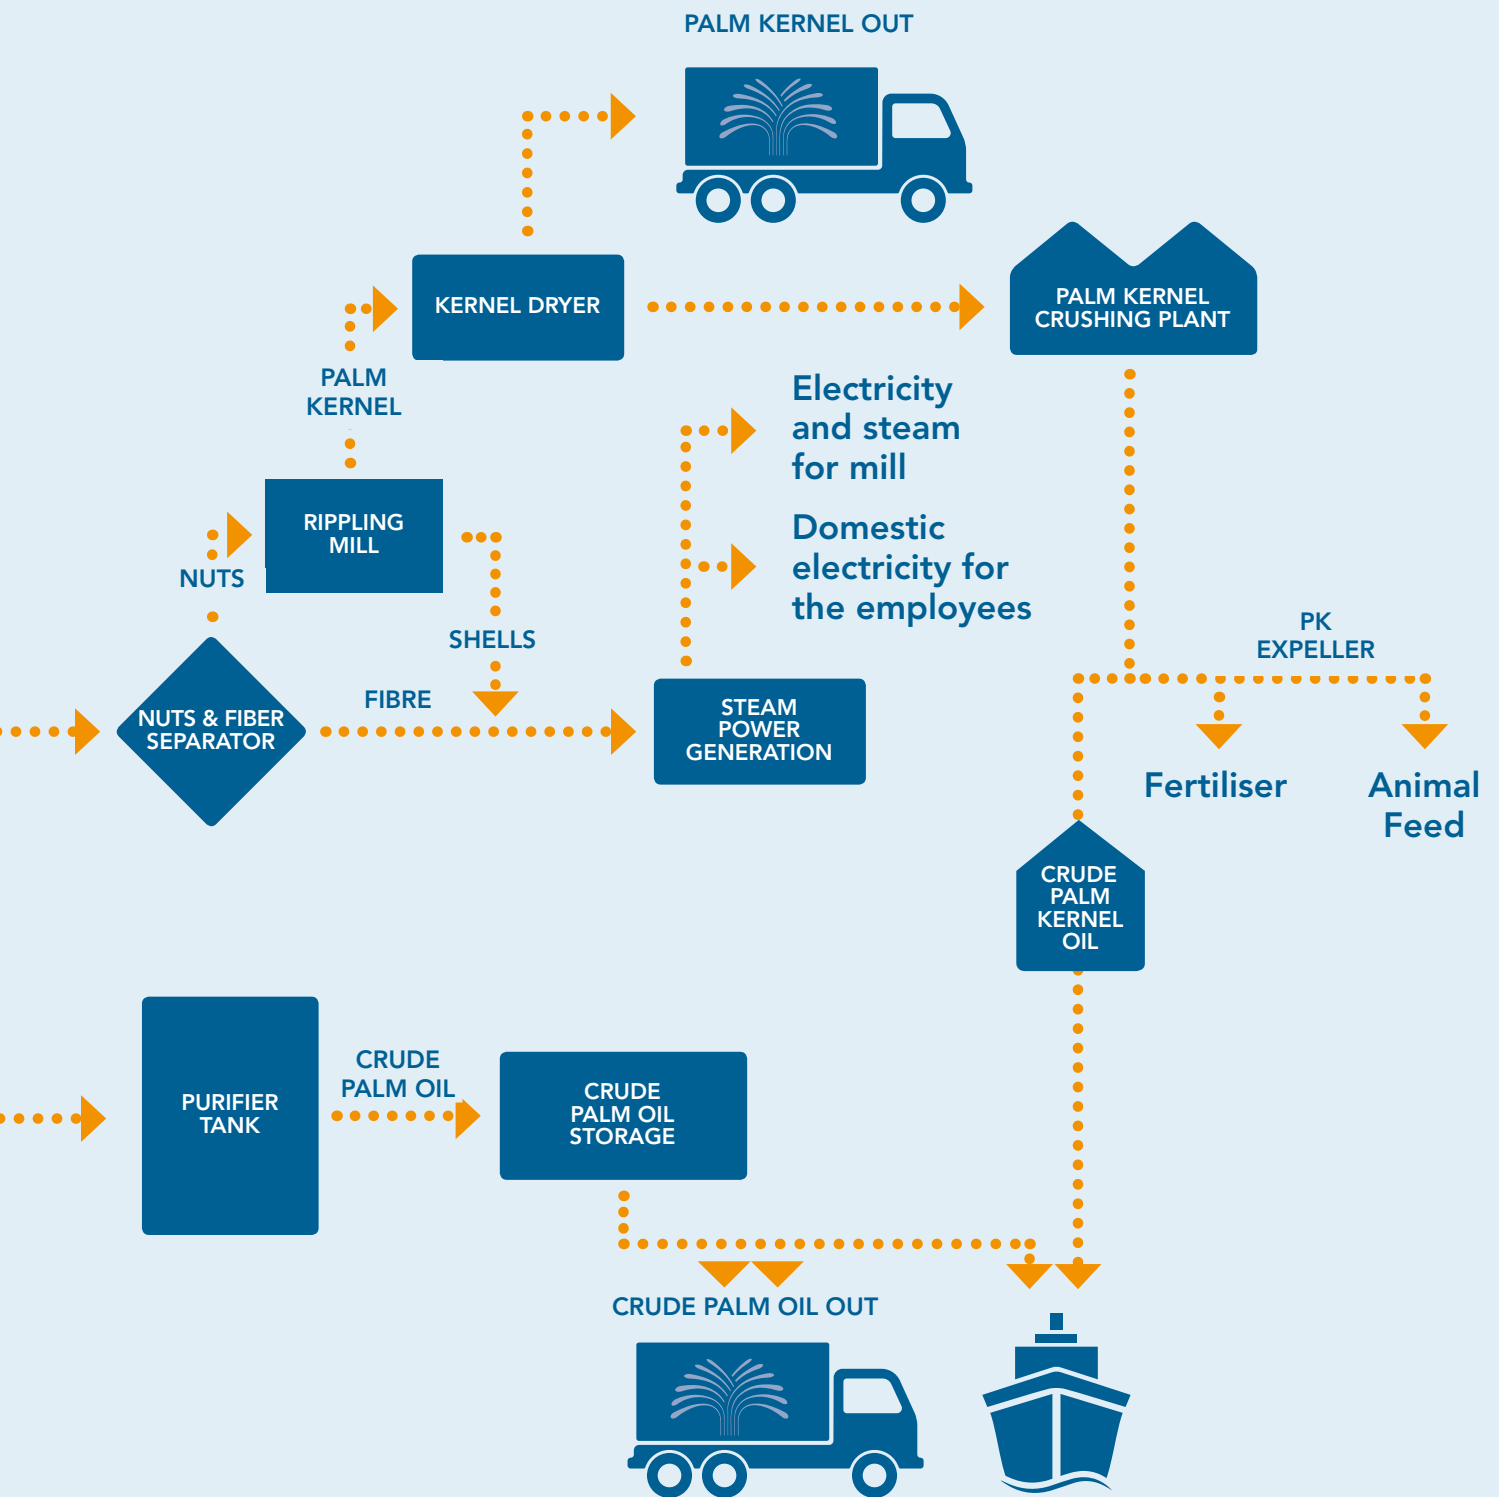 PALM KERNEL OUT
KERNEL DRYER
PALM KERNEL
CRUSHING PLANT
PALM
KERNEL
Electricity
and steam
for mill
RIPPLING
MILL
Domestic
electricity for
the employees
NUTS
SHELLS
PK
EXPELLER
FIBRE
NUTS & FIBER
SEPARATOR
STEAM
POWER
GENERATION
Fertiliser
Animal
Feed
CRUDE
PALM
KERNEL
OIL
PURIFIER
TANK
CRUDE
PALM OIL
CRUDE
PALM OIL
STORAGE
CRUDE PALM OIL OUT